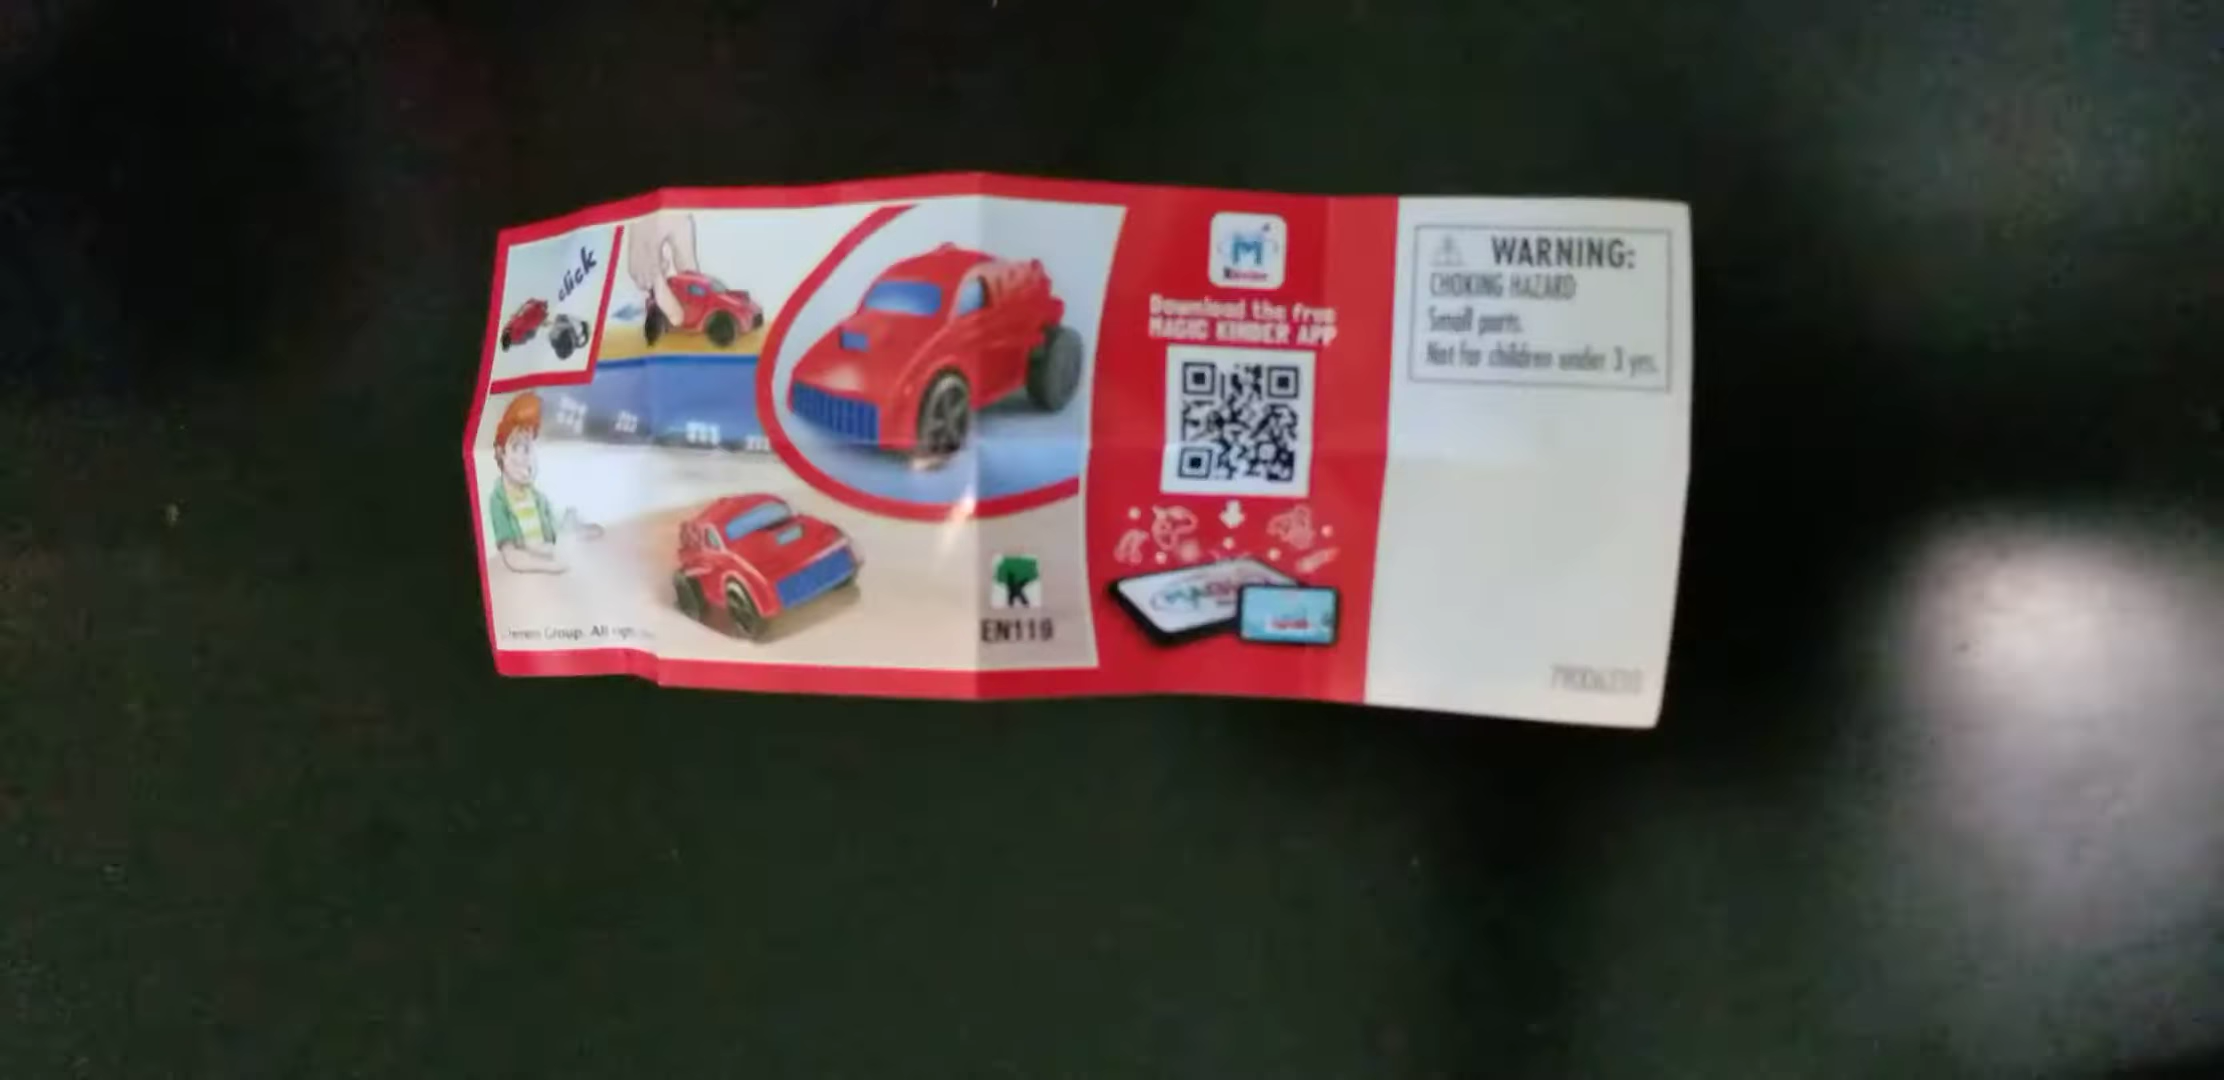 click
Group. All
K
EN119
M
Kinder
Download the free
MAGIC KINDER APP
WARNING:
CHOKING HAZARD
Small parts.
Not for children under 3 yrs.